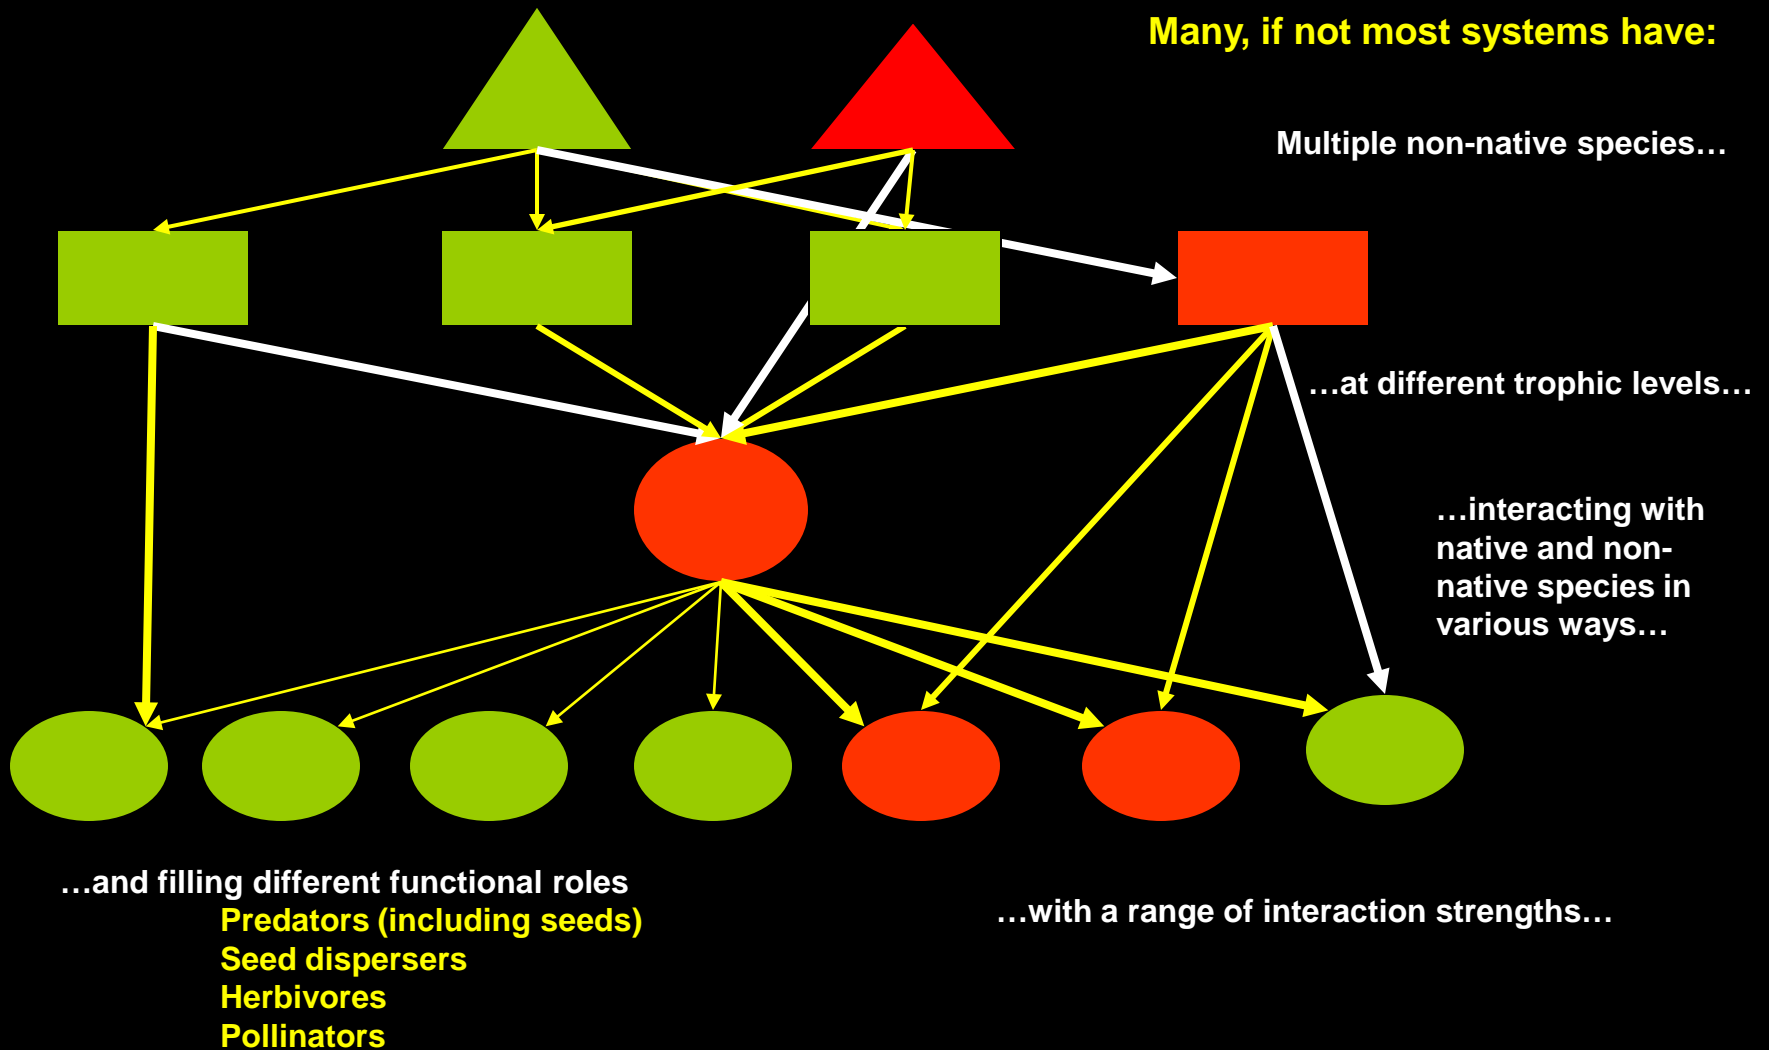 Many, if not most systems have:
Multiple non-native species…
…at different trophic levels…
…interacting with
native and non-
native species in
various ways…
…with a range of interaction strengths…
…and filling different functional roles
Predators (including seeds)
Seed dispersers
Herbivores
Pollinators